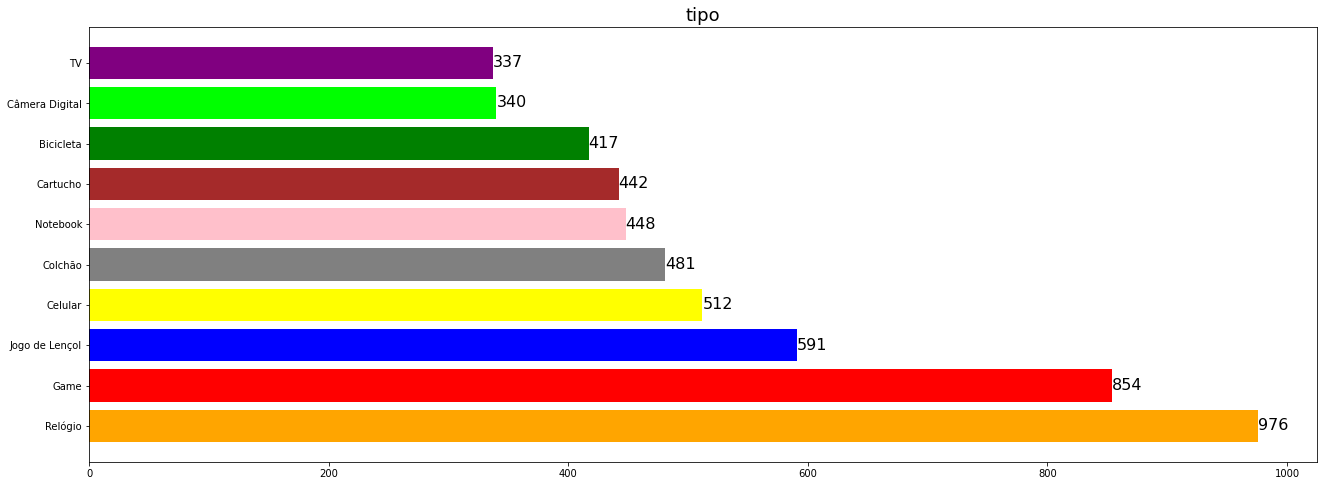 tipo
TV 337
Câmera Digital 340
Bicicleta 417
Cartucho 442
Notebook 448
Colchão 481
Celular 512
Jogo de Lençol 591
Game 854
Relógio 976
0 200 400 600 800 1000